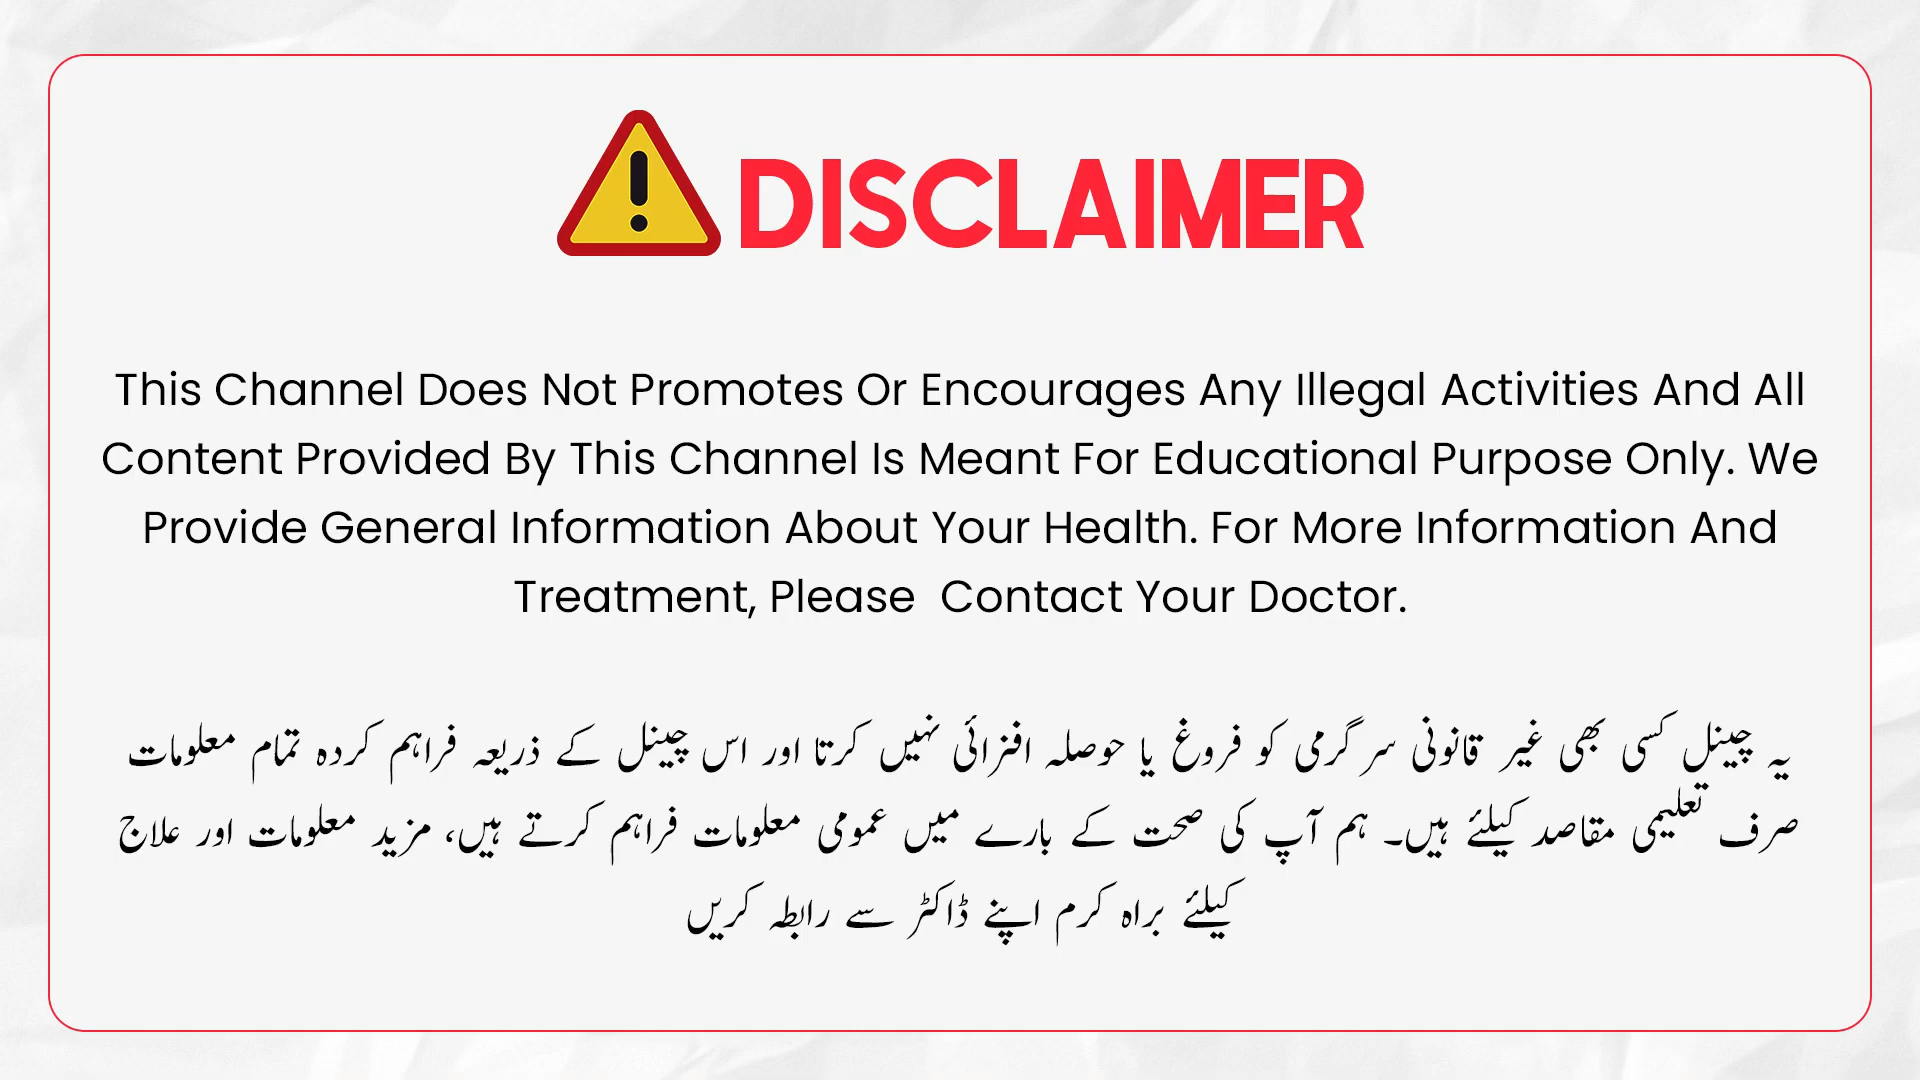 DISCLAIMER
This Channel Does Not Promotes Or Encourages Any Illegal Activities And All
Content Provided By This Channel Is Meant For Educational Purpose Only. We
Provide General Information About Your Health. For More Information And
Treatment, Please  Contact Your Doctor.
یہ چینل کسی بھی غیر قانونی سرگرمی کو فروغ یا حوصلہ افزائی نہیں کرتا اور اس چینل کے ذریعہ فراہم کردہ تمام معلومات
صرف تعلیمی مقاصد کیلئے ہیں۔ ہم آپ کی صحت کے بارے میں عمومی معلومات فراہم کرتے ہیں، مزید معلومات اور علاج
کیلئے براہ کرم اپنے ڈاکٹر سے رابطہ کریں